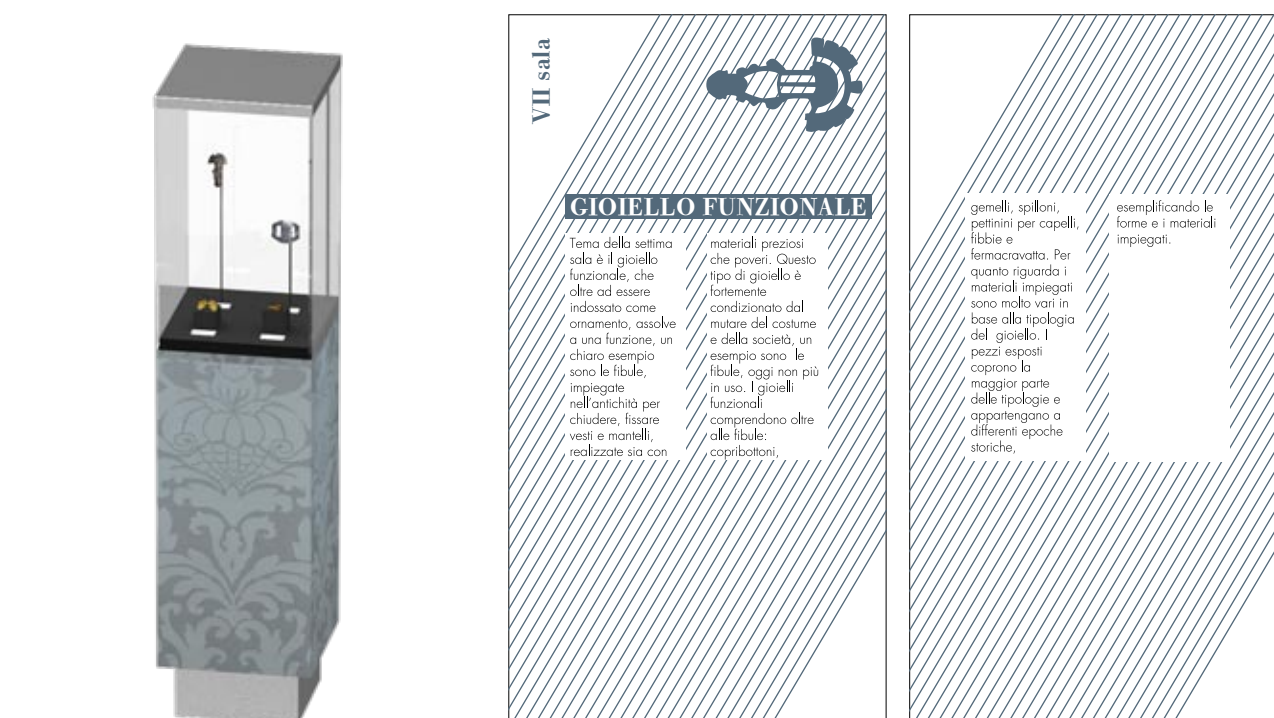 VII sala
GIOIELLO FUNZIONALE
Tema della settima
sala è il gioiello
funzionale, che
oltre ad essere
indossato come
ornamento, assolve
a una funzione, un
chiaro esempio
sono le fibule,
impiegate
nell'antichità per
chiudere, fissare
vesti e mantelli,
realizzate sia con
materiali preziosi
che poveri. Questo
tipo di gioiello è
fortemente
condizionato dal
mutare del costume
e della società, un
esempio sono le
fibule, oggi non più
in uso. I gioielli
funzionali
comprendono oltre
alle fibule:
copribottoni,
gemelli, spilloni,
pettinini per capelli,
fibbie e
fermacravatta. Per
quanto riguarda i
materiali impiegati
sono molto vari in
base alla tipologia
del gioiello. I
pezzi esposti
coprono la
maggior parte
delle tipologie e
appartengano a
differenti epoche
storiche,
esemplificando le
forme e i materiali
impiegati.